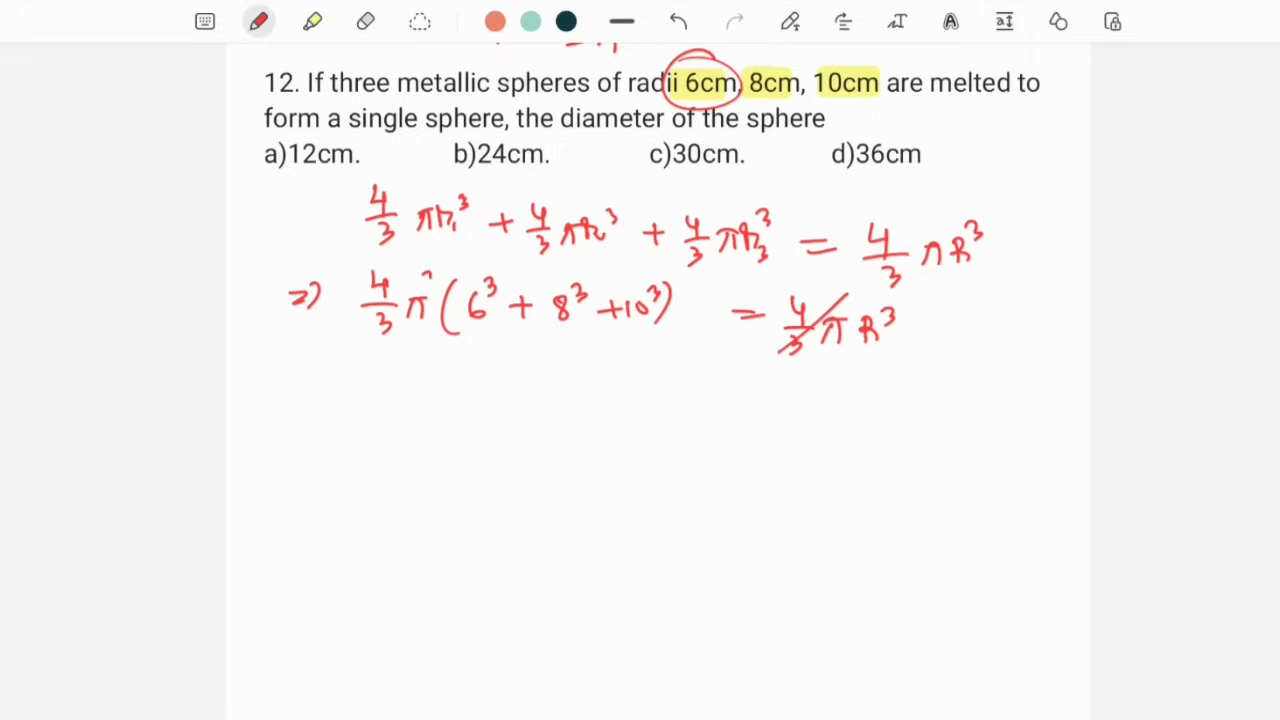 12. If three metallic spheres of radii 6cm, 8cm, 10cm are melted to
form a single sphere, the diameter of the sphere
a)12cm. b)24cm. c)30cm. d)36cm
4/3 πr₁³ + 4/3 πr₂³ + 4/3 πr₃³ = 4/3 πR³
⇒ 4/3 π (6³ + 8³ + 10³) = 4/3 π R³